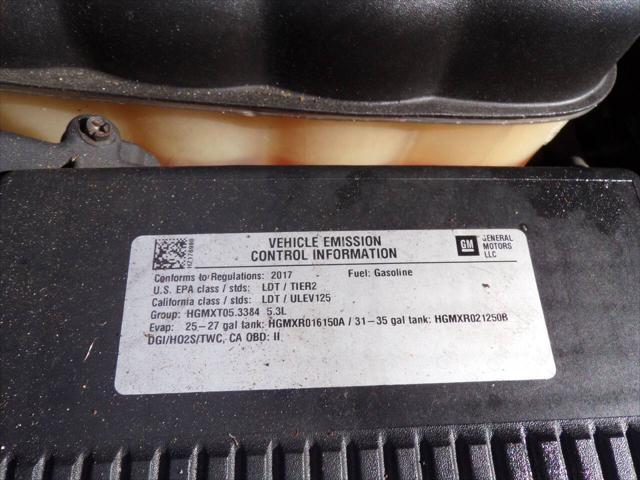 VEHICLE EMISSION
CONTROL INFORMATION
GM GENERAL
MOTORS
LLC
Conforms to Regulations: 2017 Fuel: Gasoline
U.S. EPA class / stds: LDT / TIER2
California class / stds: LDT / ULEV125
Group: HGMXT05.3384 5.3L
Evap: 25-27 gal tank: HGMXR016150A / 31-35 gal tank: HGMXR021250B
DGI/HO2S/TWC, CA OBD: II